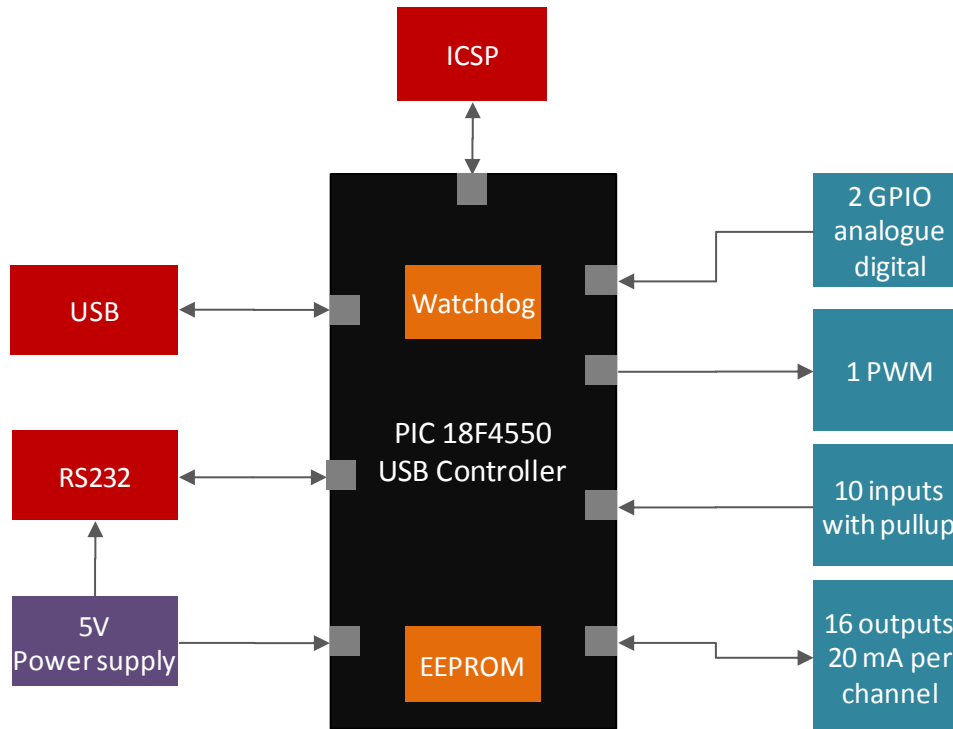 ICSP
2 GPIO
analogue
digital
Watchdog
USB
1 PWM
PIC 18F4550
USB Controller
RS232
10 inputs
with pullup
5V
Power supply
EEPROM
16 outputs
20 mA per
channel